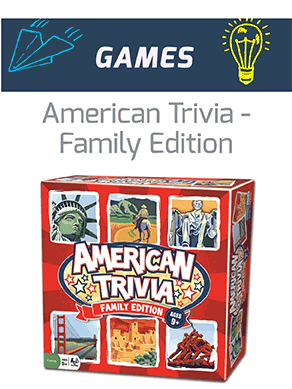 GAMES
American Trivia -
Family Edition
AMERICAN
TRIVIA
FAMILY EDITION
AGES
9+